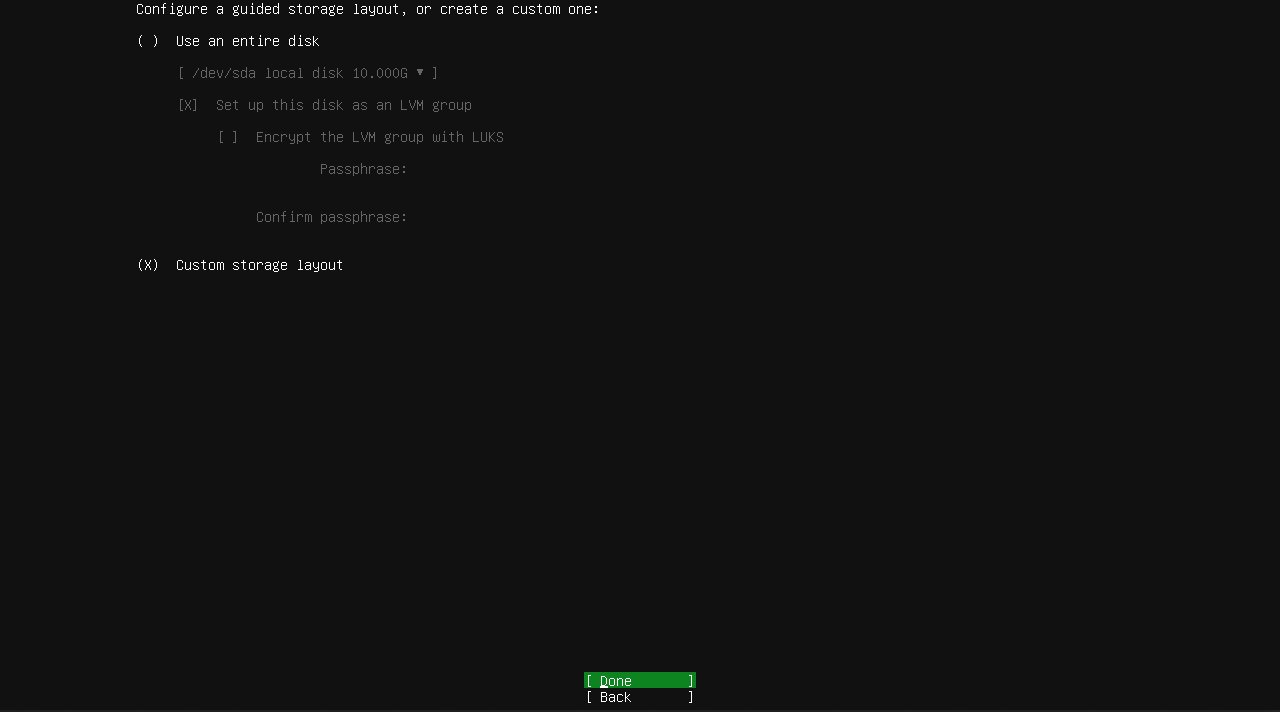 Configure a guided storage layout, or create a custom one:
( ) Use an entire disk
[ /dev/sda local disk 10.000G ▾ ]
[X] Set up this disk as an LVM group
[ ] Encrypt the LVM group with LUKS
Passphrase:
Confirm passphrase:
(X) Custom storage layout
[ Done ]
[ Back ]